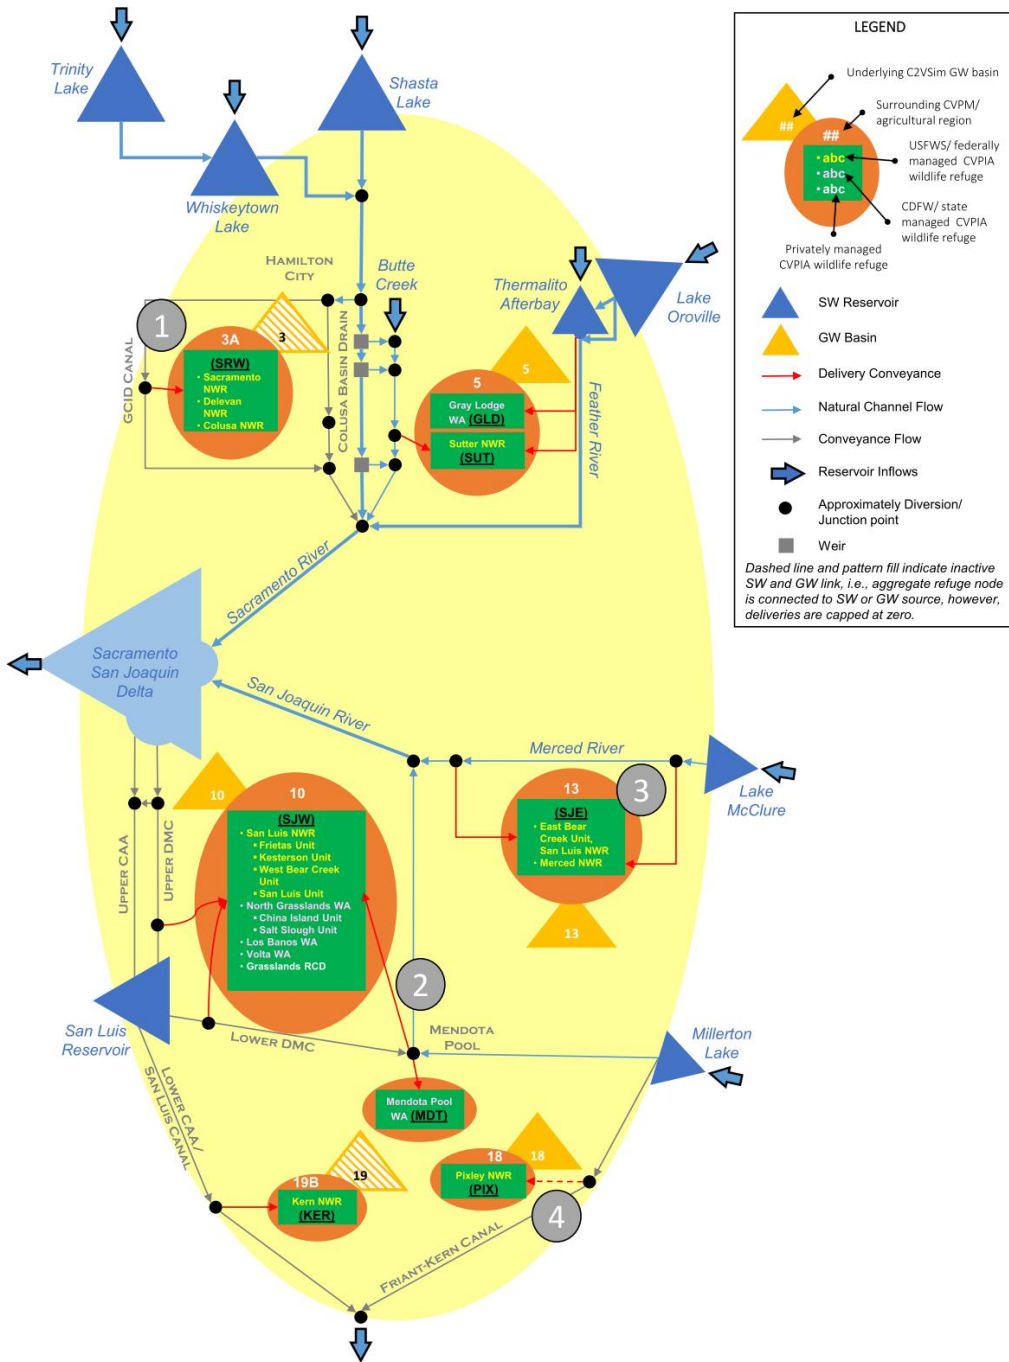 Trinity
Lake
Shasta
Lake
Whiskeytown
Lake
HAMILTON
CITY
Butte
Creek
Thermalito
Afterbay
Lake
Oroville
1
GCID CANAL
3A
3
(SRW)
• Sacramento
NWR
• Delevan
NWR
• Colusa NWR
COLUSA BASIN DRAIN
5
5
Gray Lodge
WA (GLD)
Sutter NWR
(SUT)
Feather River
Sacramento River
Sacramento
San Joaquin
Delta
San Joaquin River
Merced River
Lake
McClure
UPPER CAA
UPPER DMC
10
10
(SJW)
• San Luis NWR
▪ Frietas Unit
▪ Kesterson Unit
▪ West Bear Creek
Unit
▪ San Luis Unit
• North Grasslands WA
▪ China Island Unit
▪ Salt Slough Unit
• Los Banos WA
• Volta WA
• Grasslands RCD
13
3
(SJE)
• East Bear
Creek Unit,
San Luis NWR
• Merced NWR
13
2
San Luis
Reservoir
LOWER DMC
MENDOTA
POOL
Millerton
Lake
LOWER CAA/
SAN LUIS CANAL
Mendota Pool
WA (MDT)
19B
19
Kern NWR
(KER)
18
18
Pixley NWR
(PIX)
4
FRIANT-KERN CANAL
LEGEND
Underlying C2VSim GW basin
##
##
• abc
• abc
• abc
Surrounding CVPM/
agricultural region
USFWS/ federally
managed CVPIA
wildlife refuge
CDFW/ state
managed CVPIA
wildlife refuge
Privately managed
CVPIA wildlife refuge
SW Reservoir
GW Basin
Delivery Conveyance
Natural Channel Flow
Conveyance Flow
Reservoir Inflows
Approximately Diversion/
Junction point
Weir
Dashed line and pattern fill indicate inactive
SW and GW link, i.e., aggregate refuge node
is connected to SW or GW source, however,
deliveries are capped at zero.